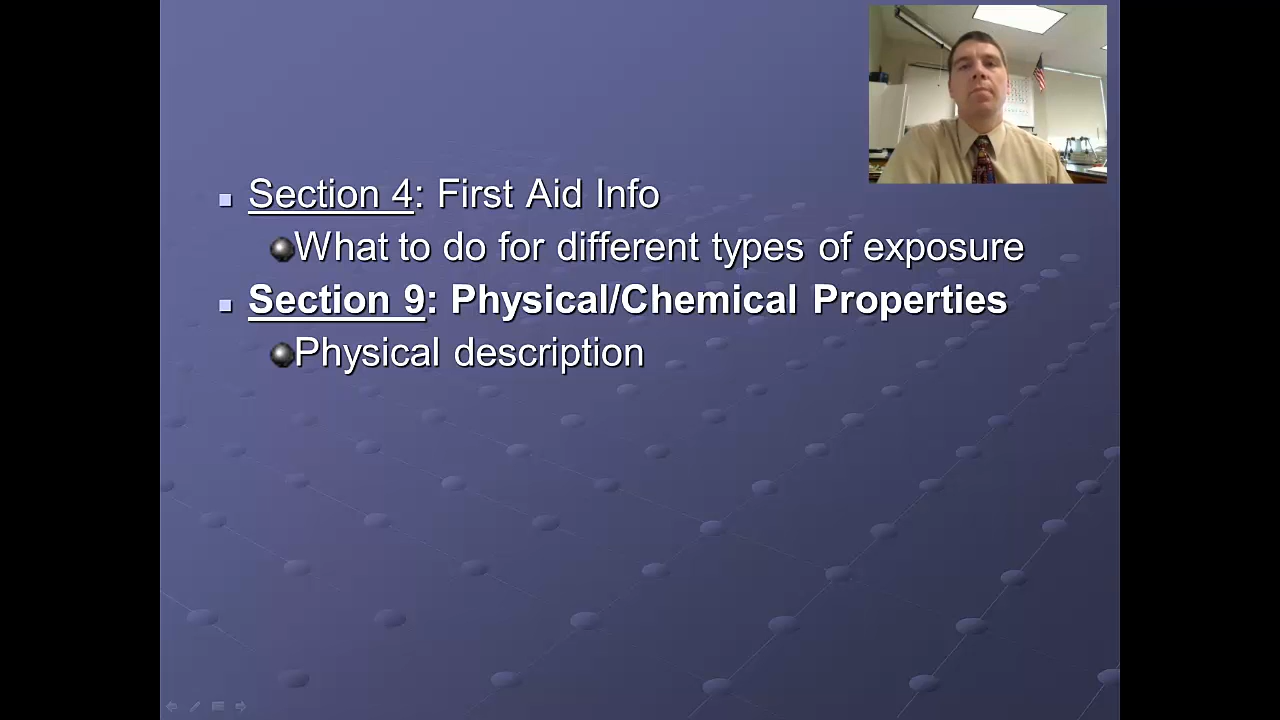 Section 4: First Aid Info
What to do for different types of exposure
Section 9: Physical/Chemical Properties
Physical description